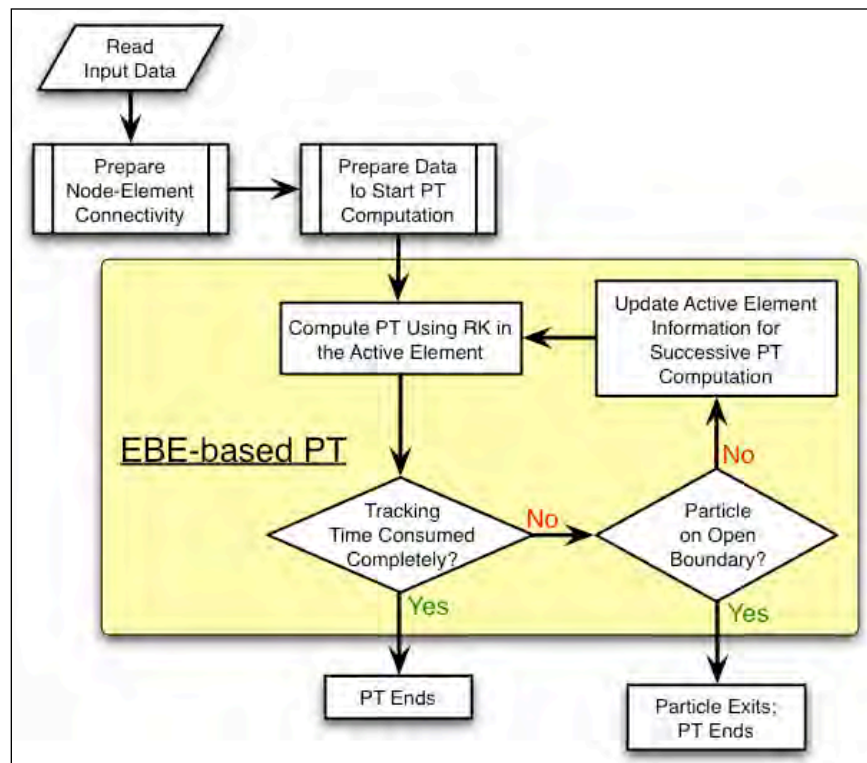 Read
Input Data
Prepare
Node-Element
Connectivity
Prepare Data
to Start PT
Computation
Compute PT Using RK in
the Active Element
Update Active Element
Information for
Successive PT
Computation
EBE-based PT
Tracking
Time Consumed
Completely?
No
Particle
on Open
Boundary?
No
Yes
Yes
PT Ends
Particle Exits;
PT Ends